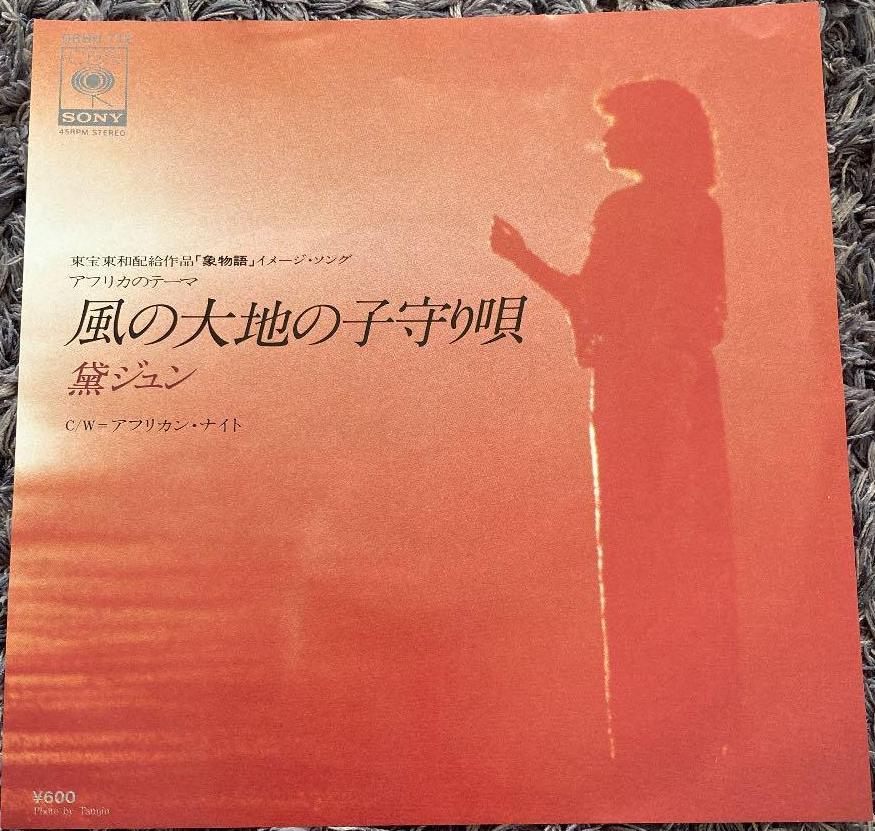 SONY
45RPM STEREO
東宝東和配給作品「象物語」イメージ・ソング
アフリカのテーマ
風の大地の子守り唄
黛ジュン
C/W=アフリカン・ナイト
¥600
Photo by